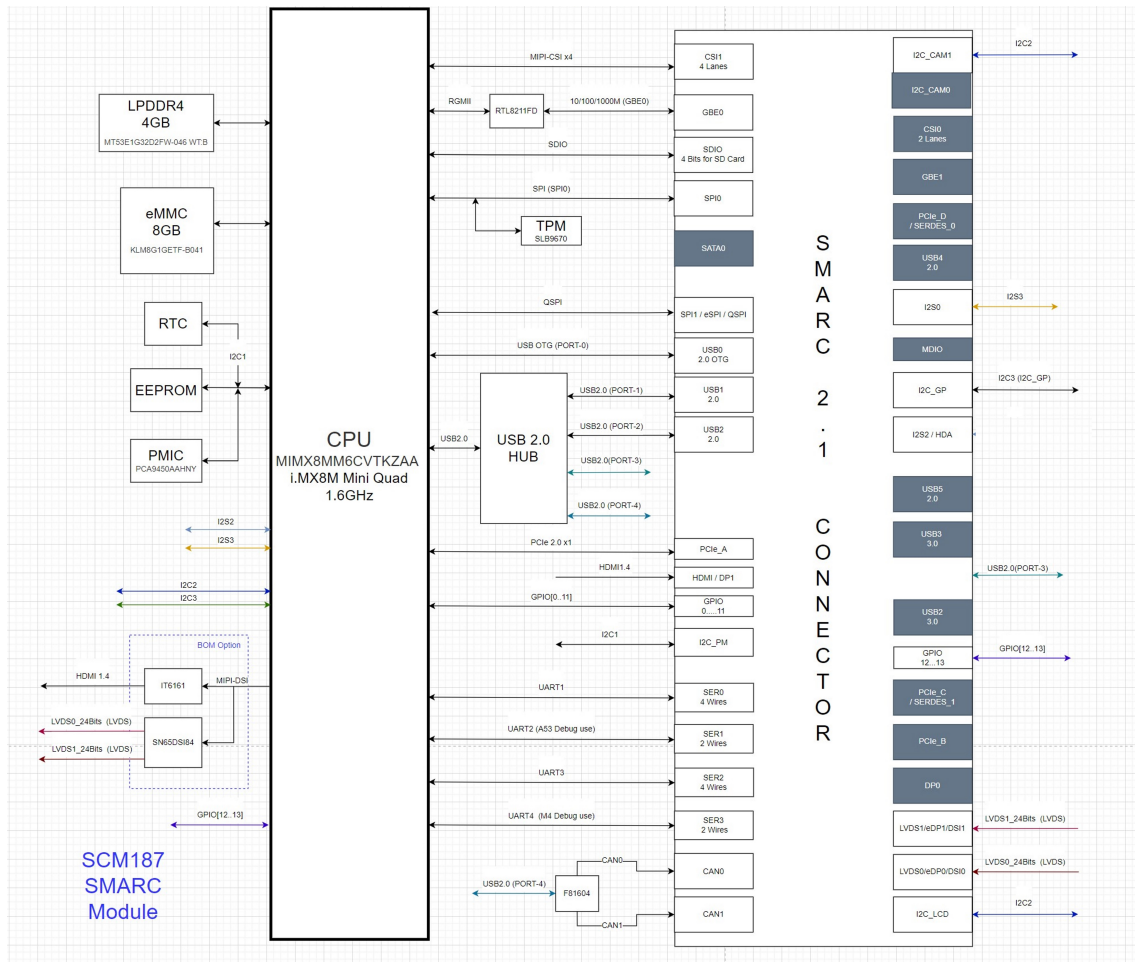 LPDDR4
4GB
MT53E1G32D2FW-046 WT:B
eMMC
8GB
KLM8G1GETF-B041
RTC
I2C1
EEPROM
PMIC
PCA9450AAHNY
I2S2
I2S3
I2C2
I2C3
BOM Option
HDMI 1.4
IT6161
MIPI-DSI
LVDS0_24Bits (LVDS)
SN65DSI84
LVDS1_24Bits (LVDS)
GPIO[12..13]
SCM187
SMARC
Module
CPU
MIMX8MM6CVTKZAA
i.MX8M Mini Quad
1.6GHz
MIPI-CSI x4
RGMII
RTL8211FD
10/100/1000M (GBE0)
SDIO
SPI (SPI0)
TPM
SLB9670
QSPI
USB OTG (PORT-0)
USB2.0
USB 2.0
HUB
USB2.0 (PORT-1)
USB2.0 (PORT-2)
USB2.0(PORT-3)
USB2.0 (PORT-4)
PCIe 2.0 x1
HDMI1.4
GPIO[0..11]
I2C1
UART1
UART2 (A53 Debug use)
UART3
UART4 (M4 Debug use)
USB2.0 (PORT-4)
F81604
CAN0
CAN1
CSI1
4 Lanes
GBE0
SDIO
4 Bits for SD Card
SPI0
SATA0
SPI1 / eSPI / QSPI
USB0
2.0 OTG
USB1
2.0
USB2
2.0
PCIe_A
HDMI / DP1
GPIO
0.....11
I2C_PM
SER0
4 Wires
SER1
2 Wires
SER2
4 Wires
SER3
2 Wires
CAN0
CAN1
SMARC 2.1 CONNECTOR
I2C_CAM1
I2C_CAM0
CSI0
2 Lanes
GBE1
PCIe_D
/ SERDES_0
USB4
2.0
I2S0
MDIO
I2C_GP
I2S2 / HDA
USB5
2.0
USB3
3.0
USB2
3.0
GPIO
12...13
PCIe_C
/ SERDES_1
PCIe_B
DP0
LVDS1/eDP1/DSI1
LVDS0/eDP0/DSI0
I2C_LCD
I2C2
I2S3
I2C3 (I2C_GP)
USB2.0(PORT-3)
GPIO[12..13]
LVDS1_24Bits (LVDS)
LVDS0_24Bits (LVDS)
I2C2